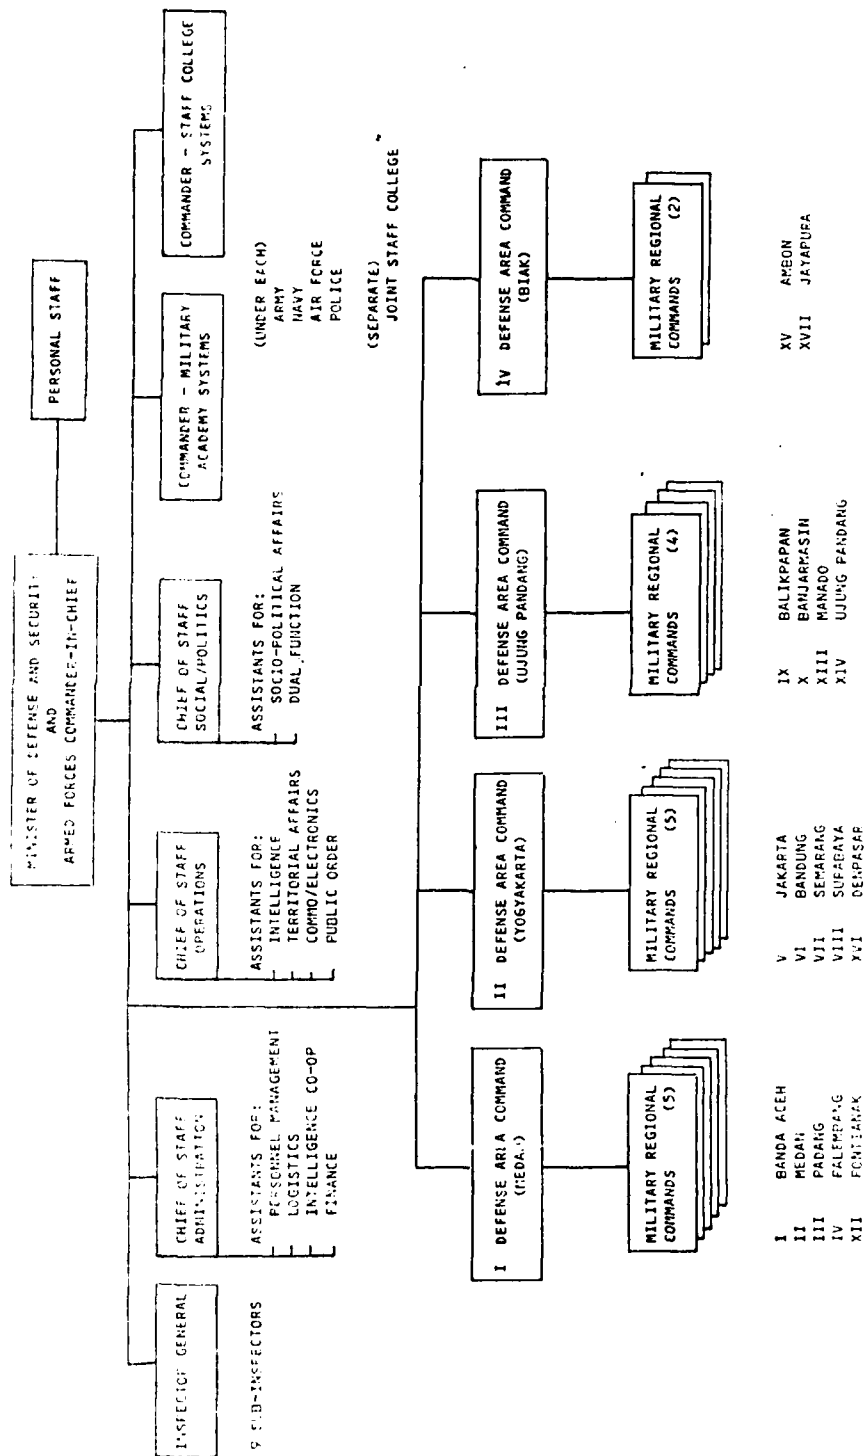 MINISTER OF DEFENSE AND SECURITY
AND
ARMED FORCES COMMANDER-IN-CHIEF
PERSONAL STAFF
INSPECTOR GENERAL
9 SUB-INSPECTORS
CHIEF OF STAFF
ADMINISTRATION
ASSISTANTS FOR:
PERSONNEL MANAGEMENT
LOGISTICS
INTELLIGENCE CO-OP
FINANCE
CHIEF OF STAFF
OPERATIONS
ASSISTANTS FOR:
INTELLIGENCE
TERRITORIAL AFFAIRS
COMMO/ELECTRONICS
PUBLIC ORDER
CHIEF OF STAFF
SOCIAL/POLITICS
ASSISTANTS FOR:
SOCIO-POLITICAL AFFAIRS
DUAL FUNCTION
COMMANDER - MILITARY
ACADEMY SYSTEMS
COMMANDER - STAFF COLLEGE
SYSTEMS
(UNDER EACH)
ARMY
NAVY
AIR FORCE
POLICE
(SEPARATE)
JOINT STAFF COLLEGE
I DEFENSE AREA COMMAND
(MEDAN)
MILITARY REGIONAL
COMMANDS (5)
I BANDA ACEH
II MEDAN
III PADANG
IV PALEMBANG
XII PONTIANAK
II DEFENSE AREA COMMAND
(YOGYAKARTA)
MILITARY REGIONAL
COMMANDS (5)
V JAKARTA
VI BANDUNG
VII SEMARANG
VIII SURABAYA
XVI DENPASAR
III DEFENSE AREA COMMAND
(UJUNG PANDANG)
MILITARY REGIONAL
COMMANDS (4)
IX BALIKPAPAN
X BANJARMASIN
XIII MANADO
XIV UJUNG PANDANG
IV DEFENSE AREA COMMAND
(BIAK)
MILITARY REGIONAL
COMMANDS (2)
XV AMBON
XVII JAYAPURA